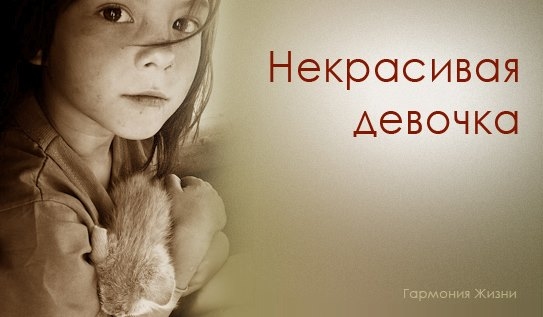 Некрасивая
девочка
Гармония Жизни